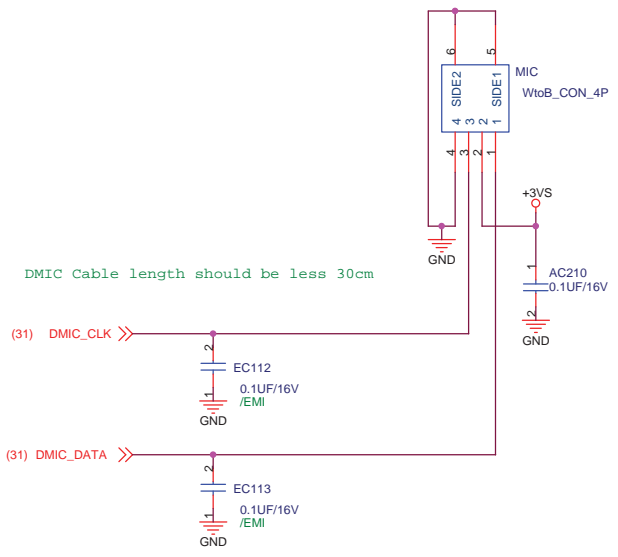 6
5
SIDE2
SIDE1
MIC
WtoB_CON_4P
4
3
2
1
4
3
2
1
+3VS
GND
1
AC210
0.1UF/16V
2
GND
DMIC Cable length should be less 30cm
(31) DMIC_CLK
2
EC112
1
0.1UF/16V
/EMI
GND
(31) DMIC_DATA
2
EC113
1
0.1UF/16V
/EMI
GND